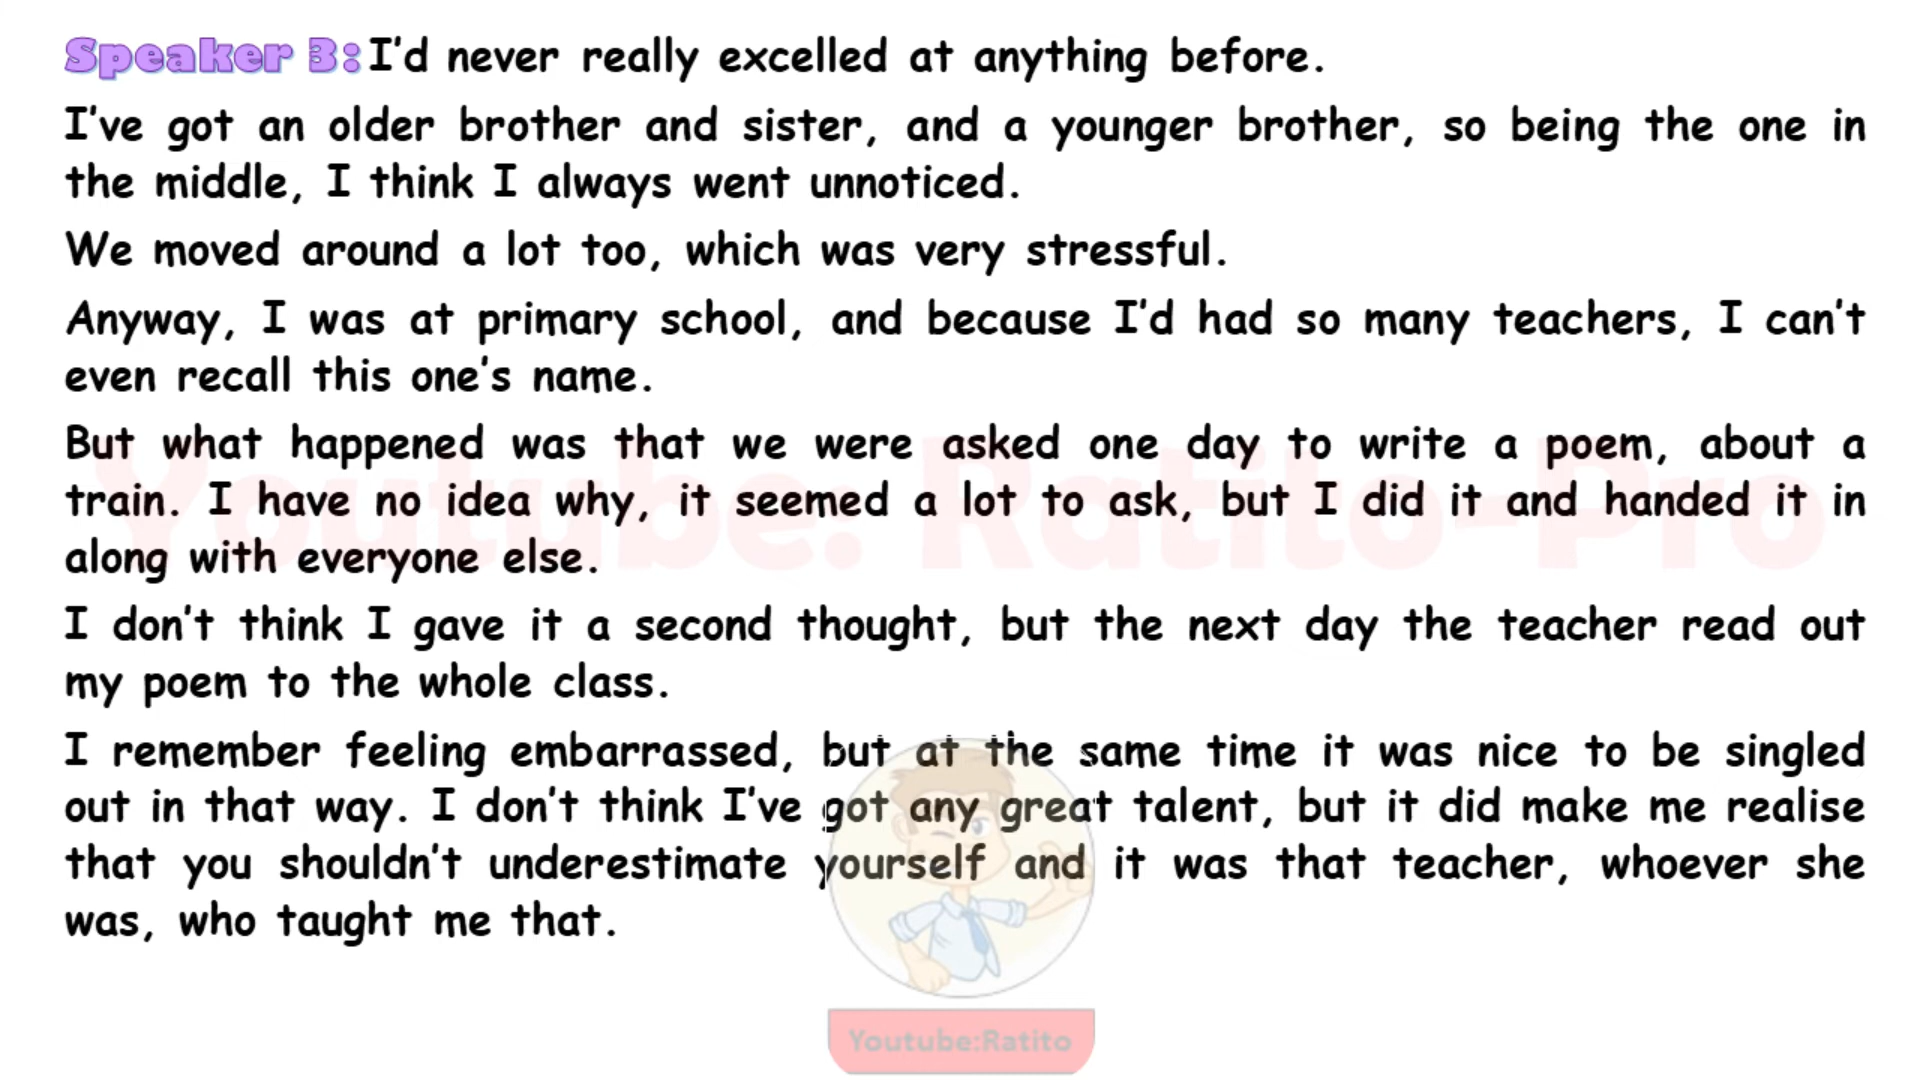 Speaker 3: I'd never really excelled at anything before.
I've got an older brother and sister, and a younger brother, so being the one in
the middle, I think I always went unnoticed.
We moved around a lot too, which was very stressful.
Anyway, I was at primary school, and because I'd had so many teachers, I can't
even recall this one's name.
But what happened was that we were asked one day to write a poem, about a
train. I have no idea why, it seemed a lot to ask, but I did it and handed it in
along with everyone else.
Youtube: Ratito-Pro
I don't think I gave it a second thought, but the next day the teacher read out
my poem to the whole class.
I remember feeling embarrassed, but at the same time it was nice to be singled
out in that way. I don't think I've got any great talent, but it did make me realise
that you shouldn't underestimate yourself and it was that teacher, whoever she
was, who taught me that.
Youtube:Ratito